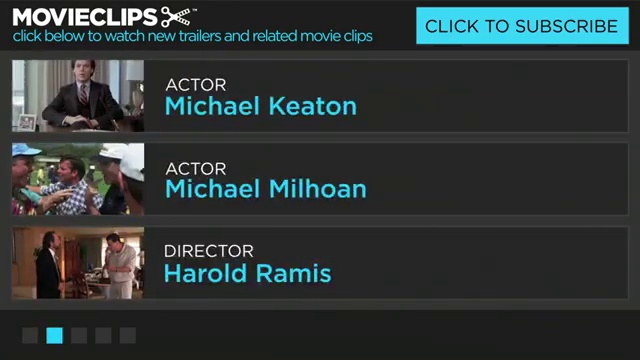 MOVIECLIPS™
click below to watch new trailers and related movie clips
CLICK TO SUBSCRIBE
ACTOR
Michael Keaton
ACTOR
Michael Milhoan
DIRECTOR
Harold Ramis